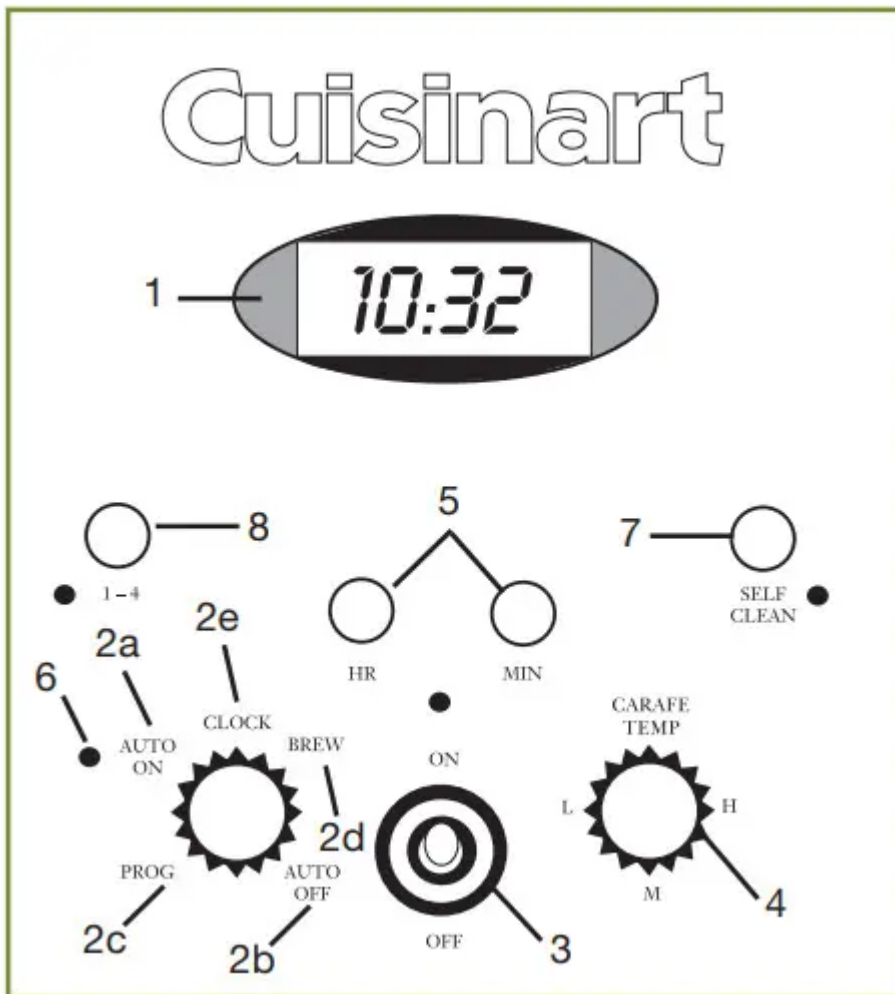 Cuisinart
1
10:32
8
5
7
1–4
SELF
CLEAN
2a
2e
HR
MIN
6
AUTO
ON
CLOCK
BREW
ON
CARAFE
TEMP
L
H
2d
PROG
AUTO
OFF
M
4
2c
2b
OFF
3